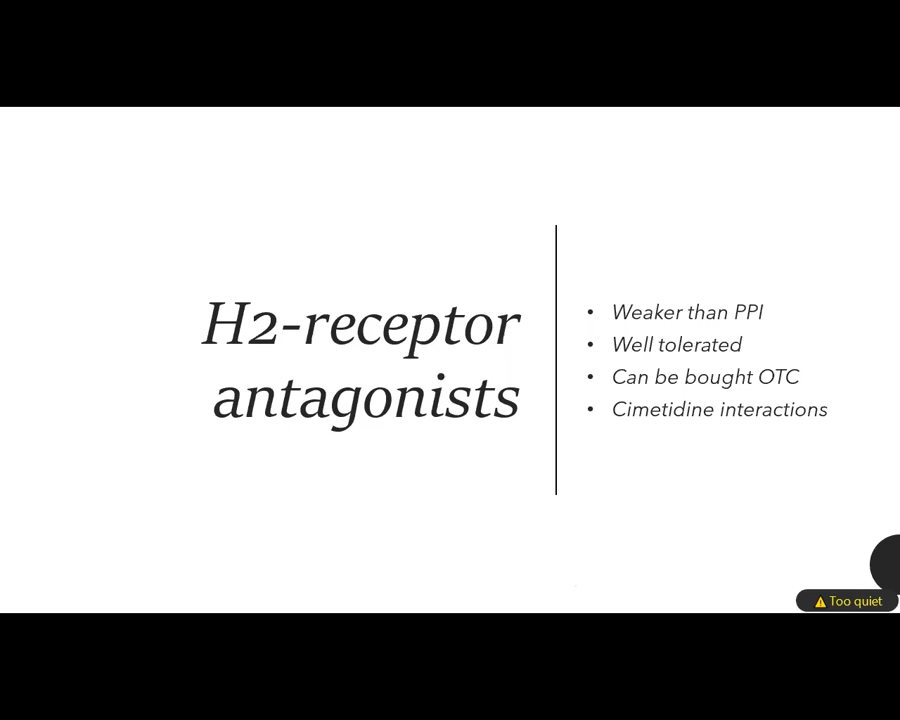 H2-receptor
antagonists
• Weaker than PPI
• Well tolerated
• Can be bought OTC
• Cimetidine interactions
⚠ Too quiet